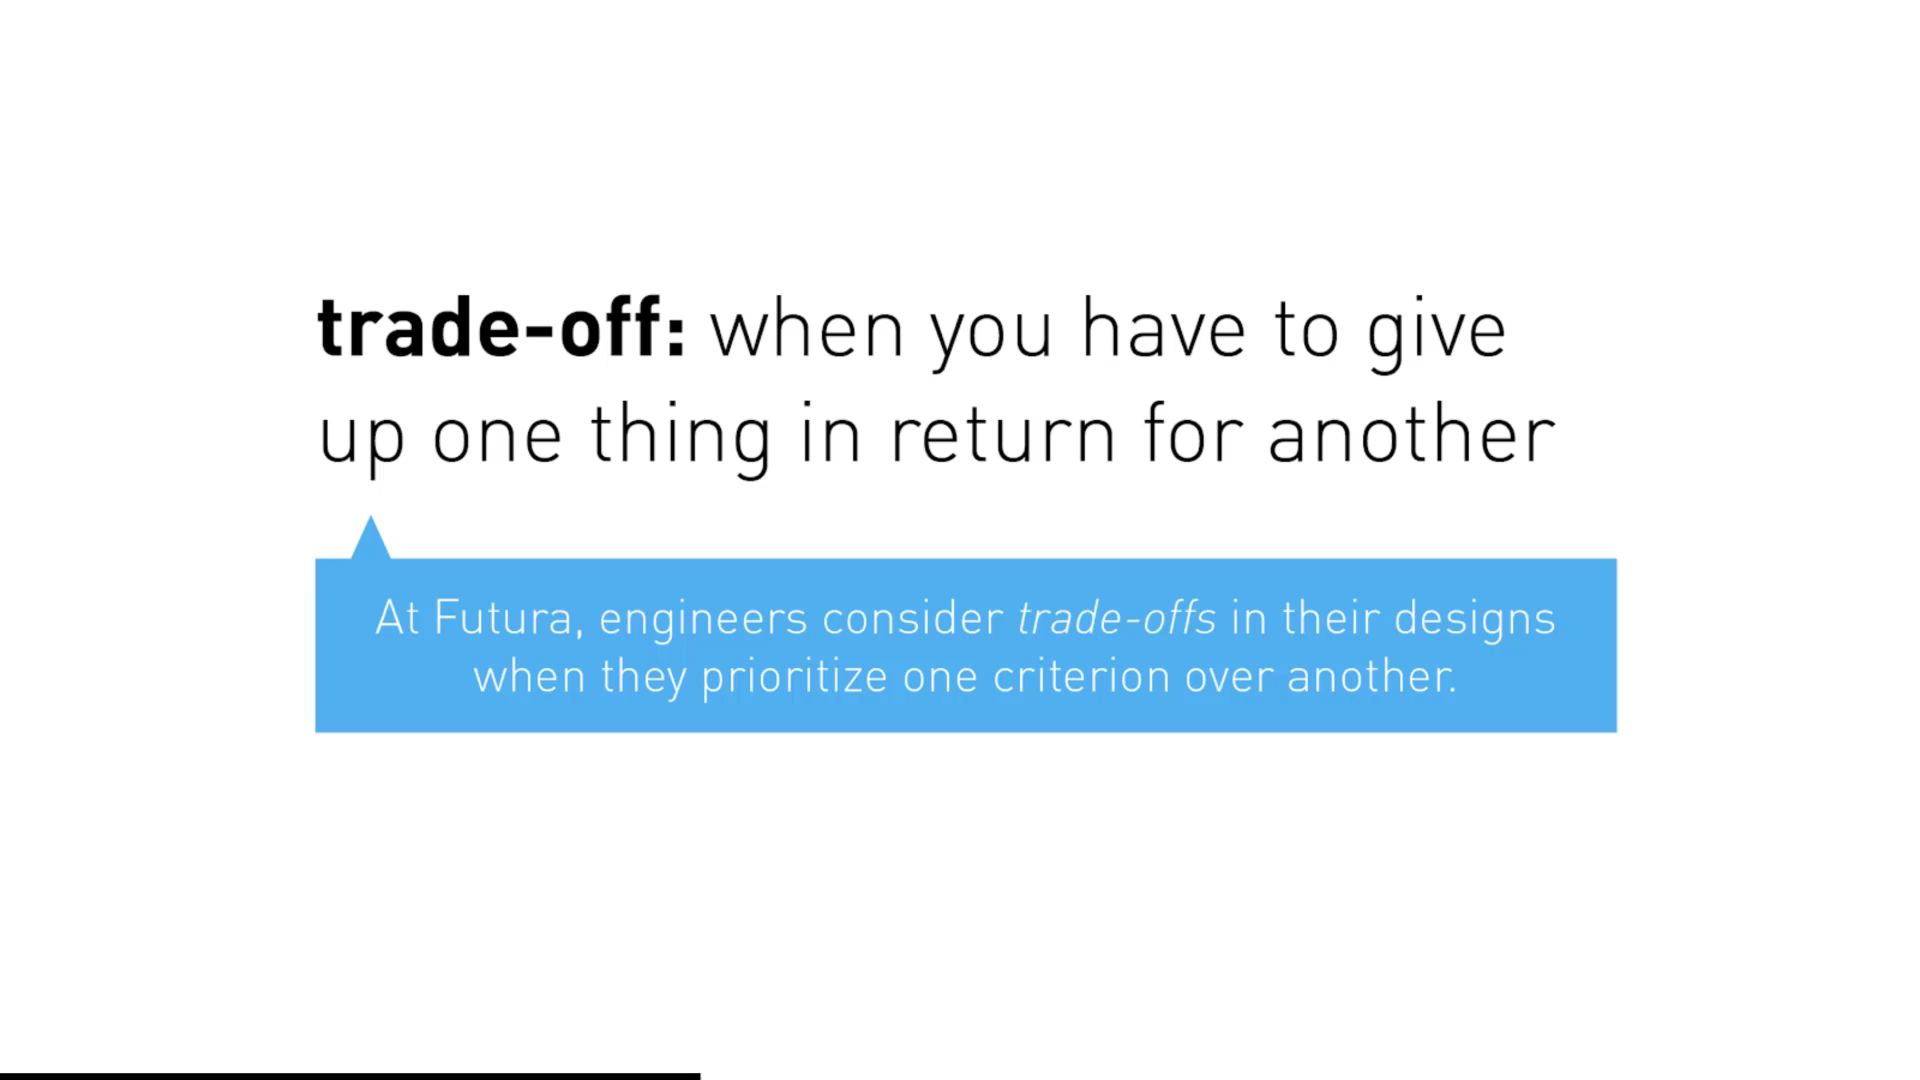 trade-off: when you have to give
up one thing in return for another
At Futura, engineers consider trade-offs in their designs
when they prioritize one criterion over another.